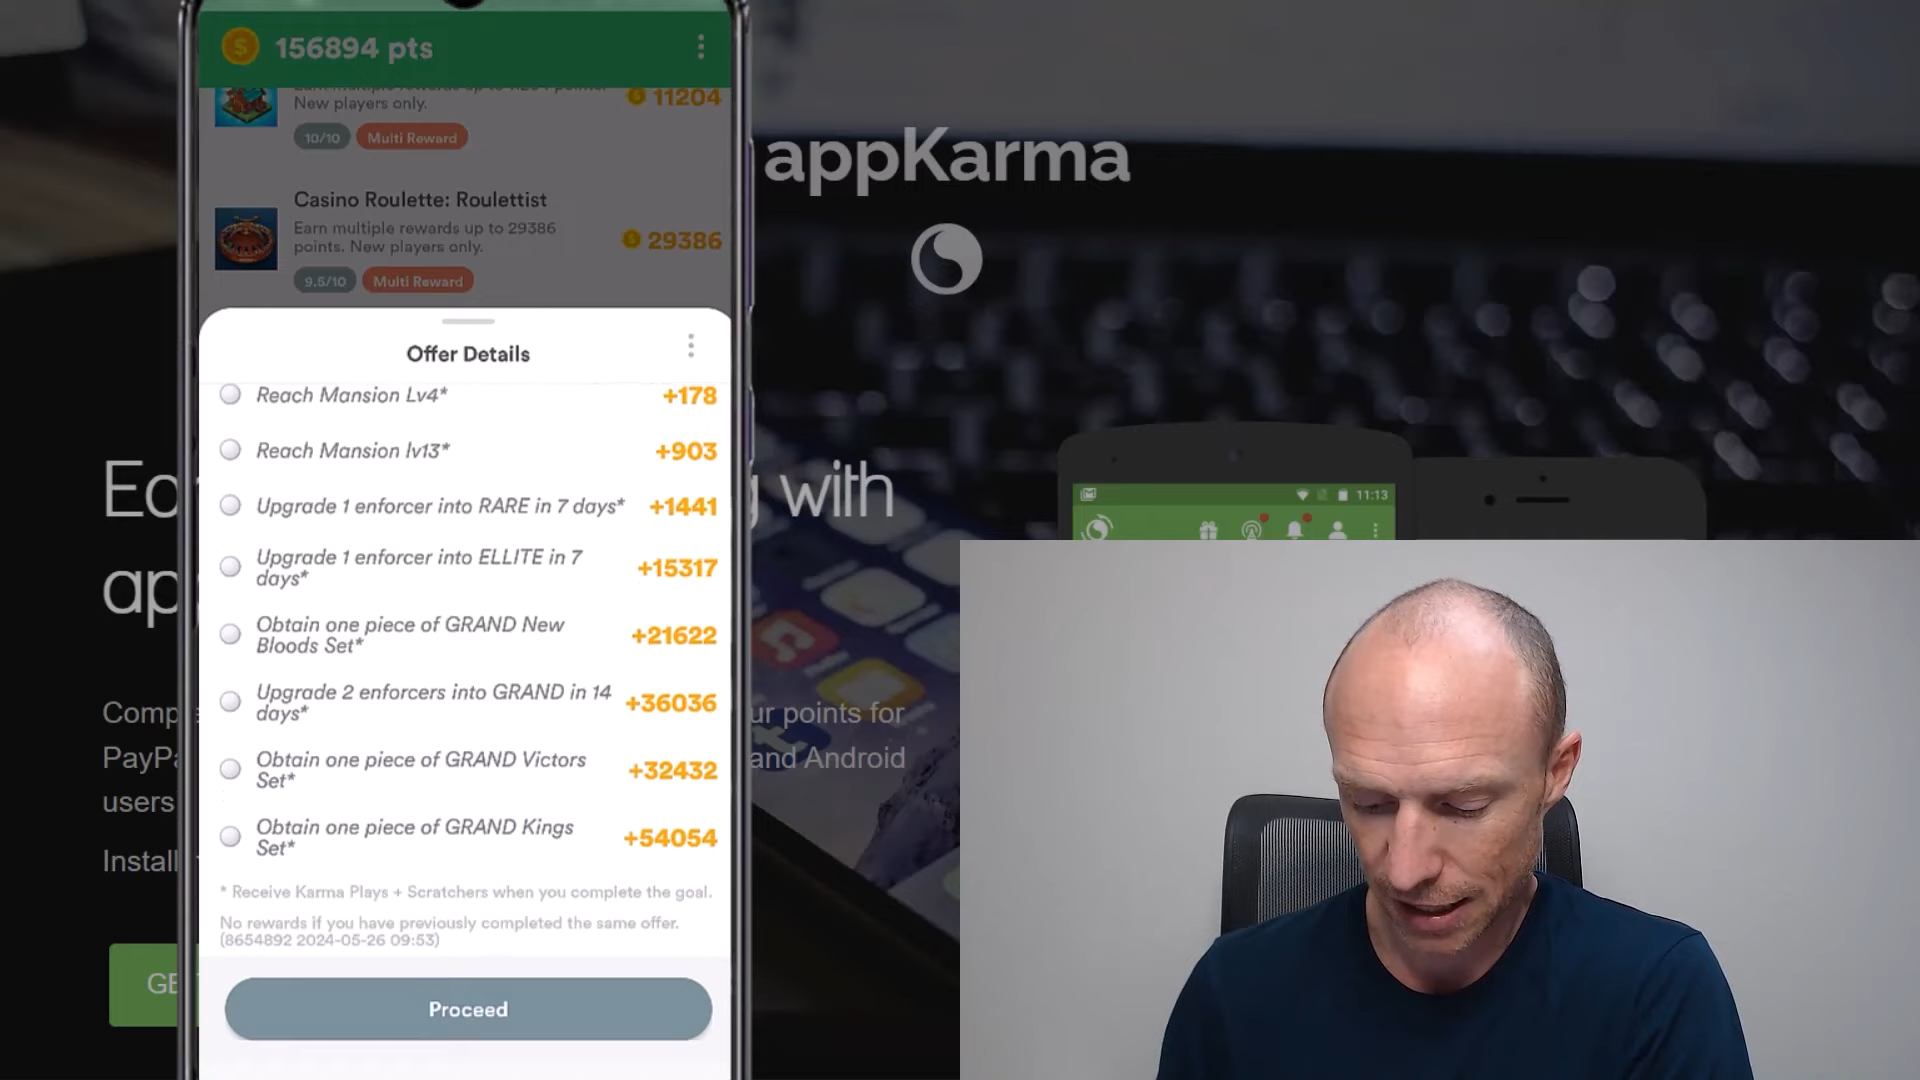 156894 pts
New players only.
11204
10/10 Multi Reward
Casino Roulette: Roulettist
Earn multiple rewards up to 29386
points. New players only.
29386
9.5/10 Multi Reward
Offer Details
Reach Mansion Lv4* +178
Reach Mansion lv13* +903
Upgrade 1 enforcer into RARE in 7 days* +1441
Upgrade 1 enforcer into ELLITE in 7
days*
+15317
Obtain one piece of GRAND New
Bloods Set*
+21622
Upgrade 2 enforcers into GRAND in 14
days*
+36036
Obtain one piece of GRAND Victors
Set*
+32432
Obtain one piece of GRAND Kings
Set*
+54054
* Receive Karma Plays + Scratchers when you complete the goal.
No rewards if you have previously completed the same offer.
(8654892 2024-05-26 09:53)
Proceed
appKarma
with
for
and Android
users
11:13